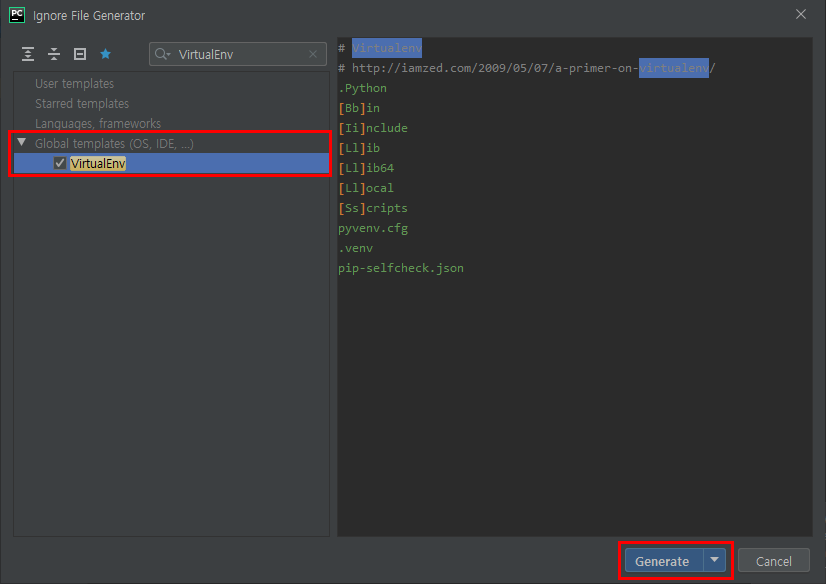 PC Ignore File Generator
VirtualEnv
User templates
Starred templates
Languages, frameworks
Global templates (OS, IDE, ...)
VirtualEnv
# Virtualenv
# http://iamzed.com/2009/05/07/a-primer-on-virtualenv/
.Python
[Bb]in
[Ii]nclude
[Ll]ib
[Ll]ib64
[Ll]ocal
[Ss]cripts
pyvenv.cfg
.venv
pip-selfcheck.json
Generate
Cancel